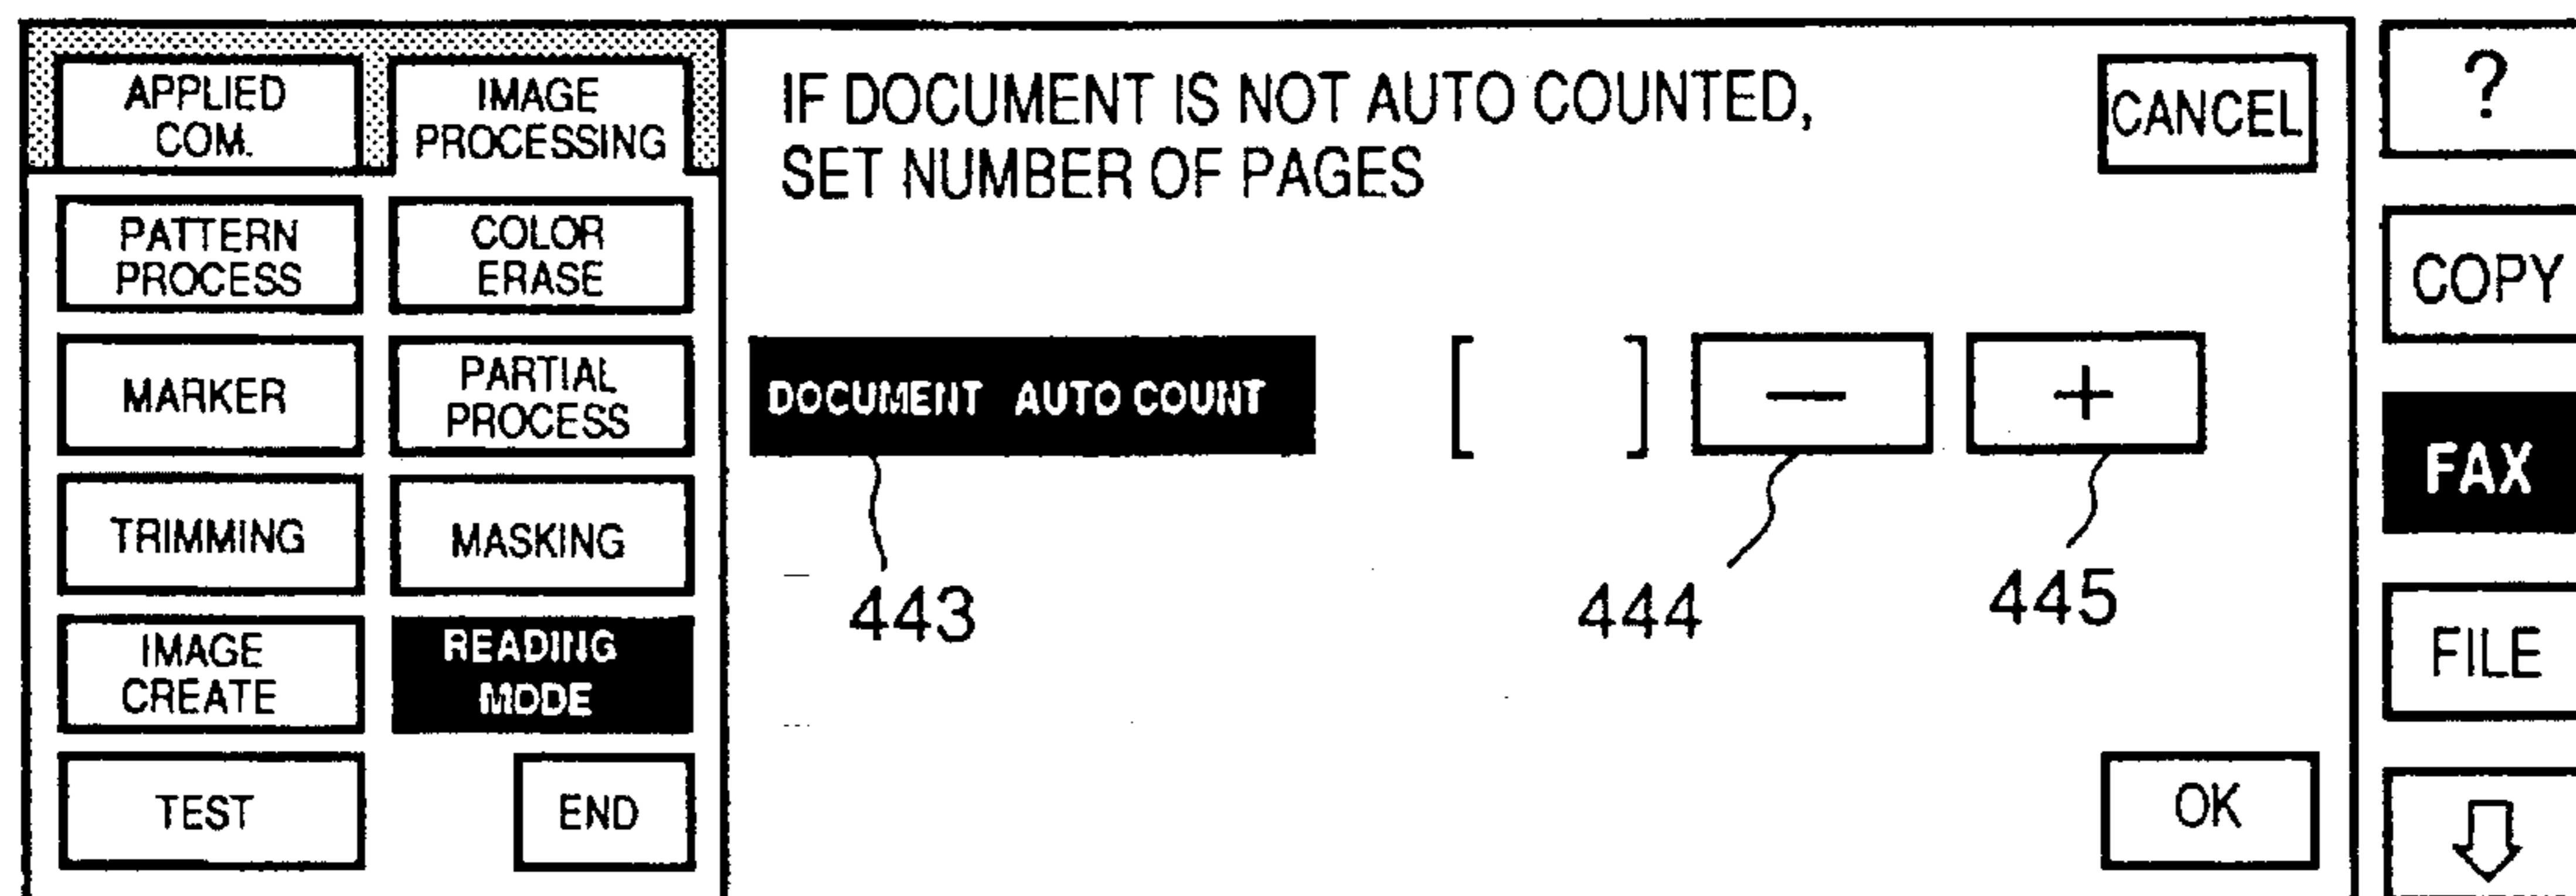 APPLIED
COM.
IMAGE
PROCESSING
PATTERN
PROCESS
COLOR
ERASE
MARKER
PARTIAL
PROCESS
TRIMMING
MASKING
IMAGE
CREATE
READING
MODE
TEST
END
IF DOCUMENT IS NOT AUTO COUNTED,
SET NUMBER OF PAGES
CANCEL
DOCUMENT AUTO COUNT
[ ]
—
+
443
444
445
OK
?
COPY
FAX
FILE